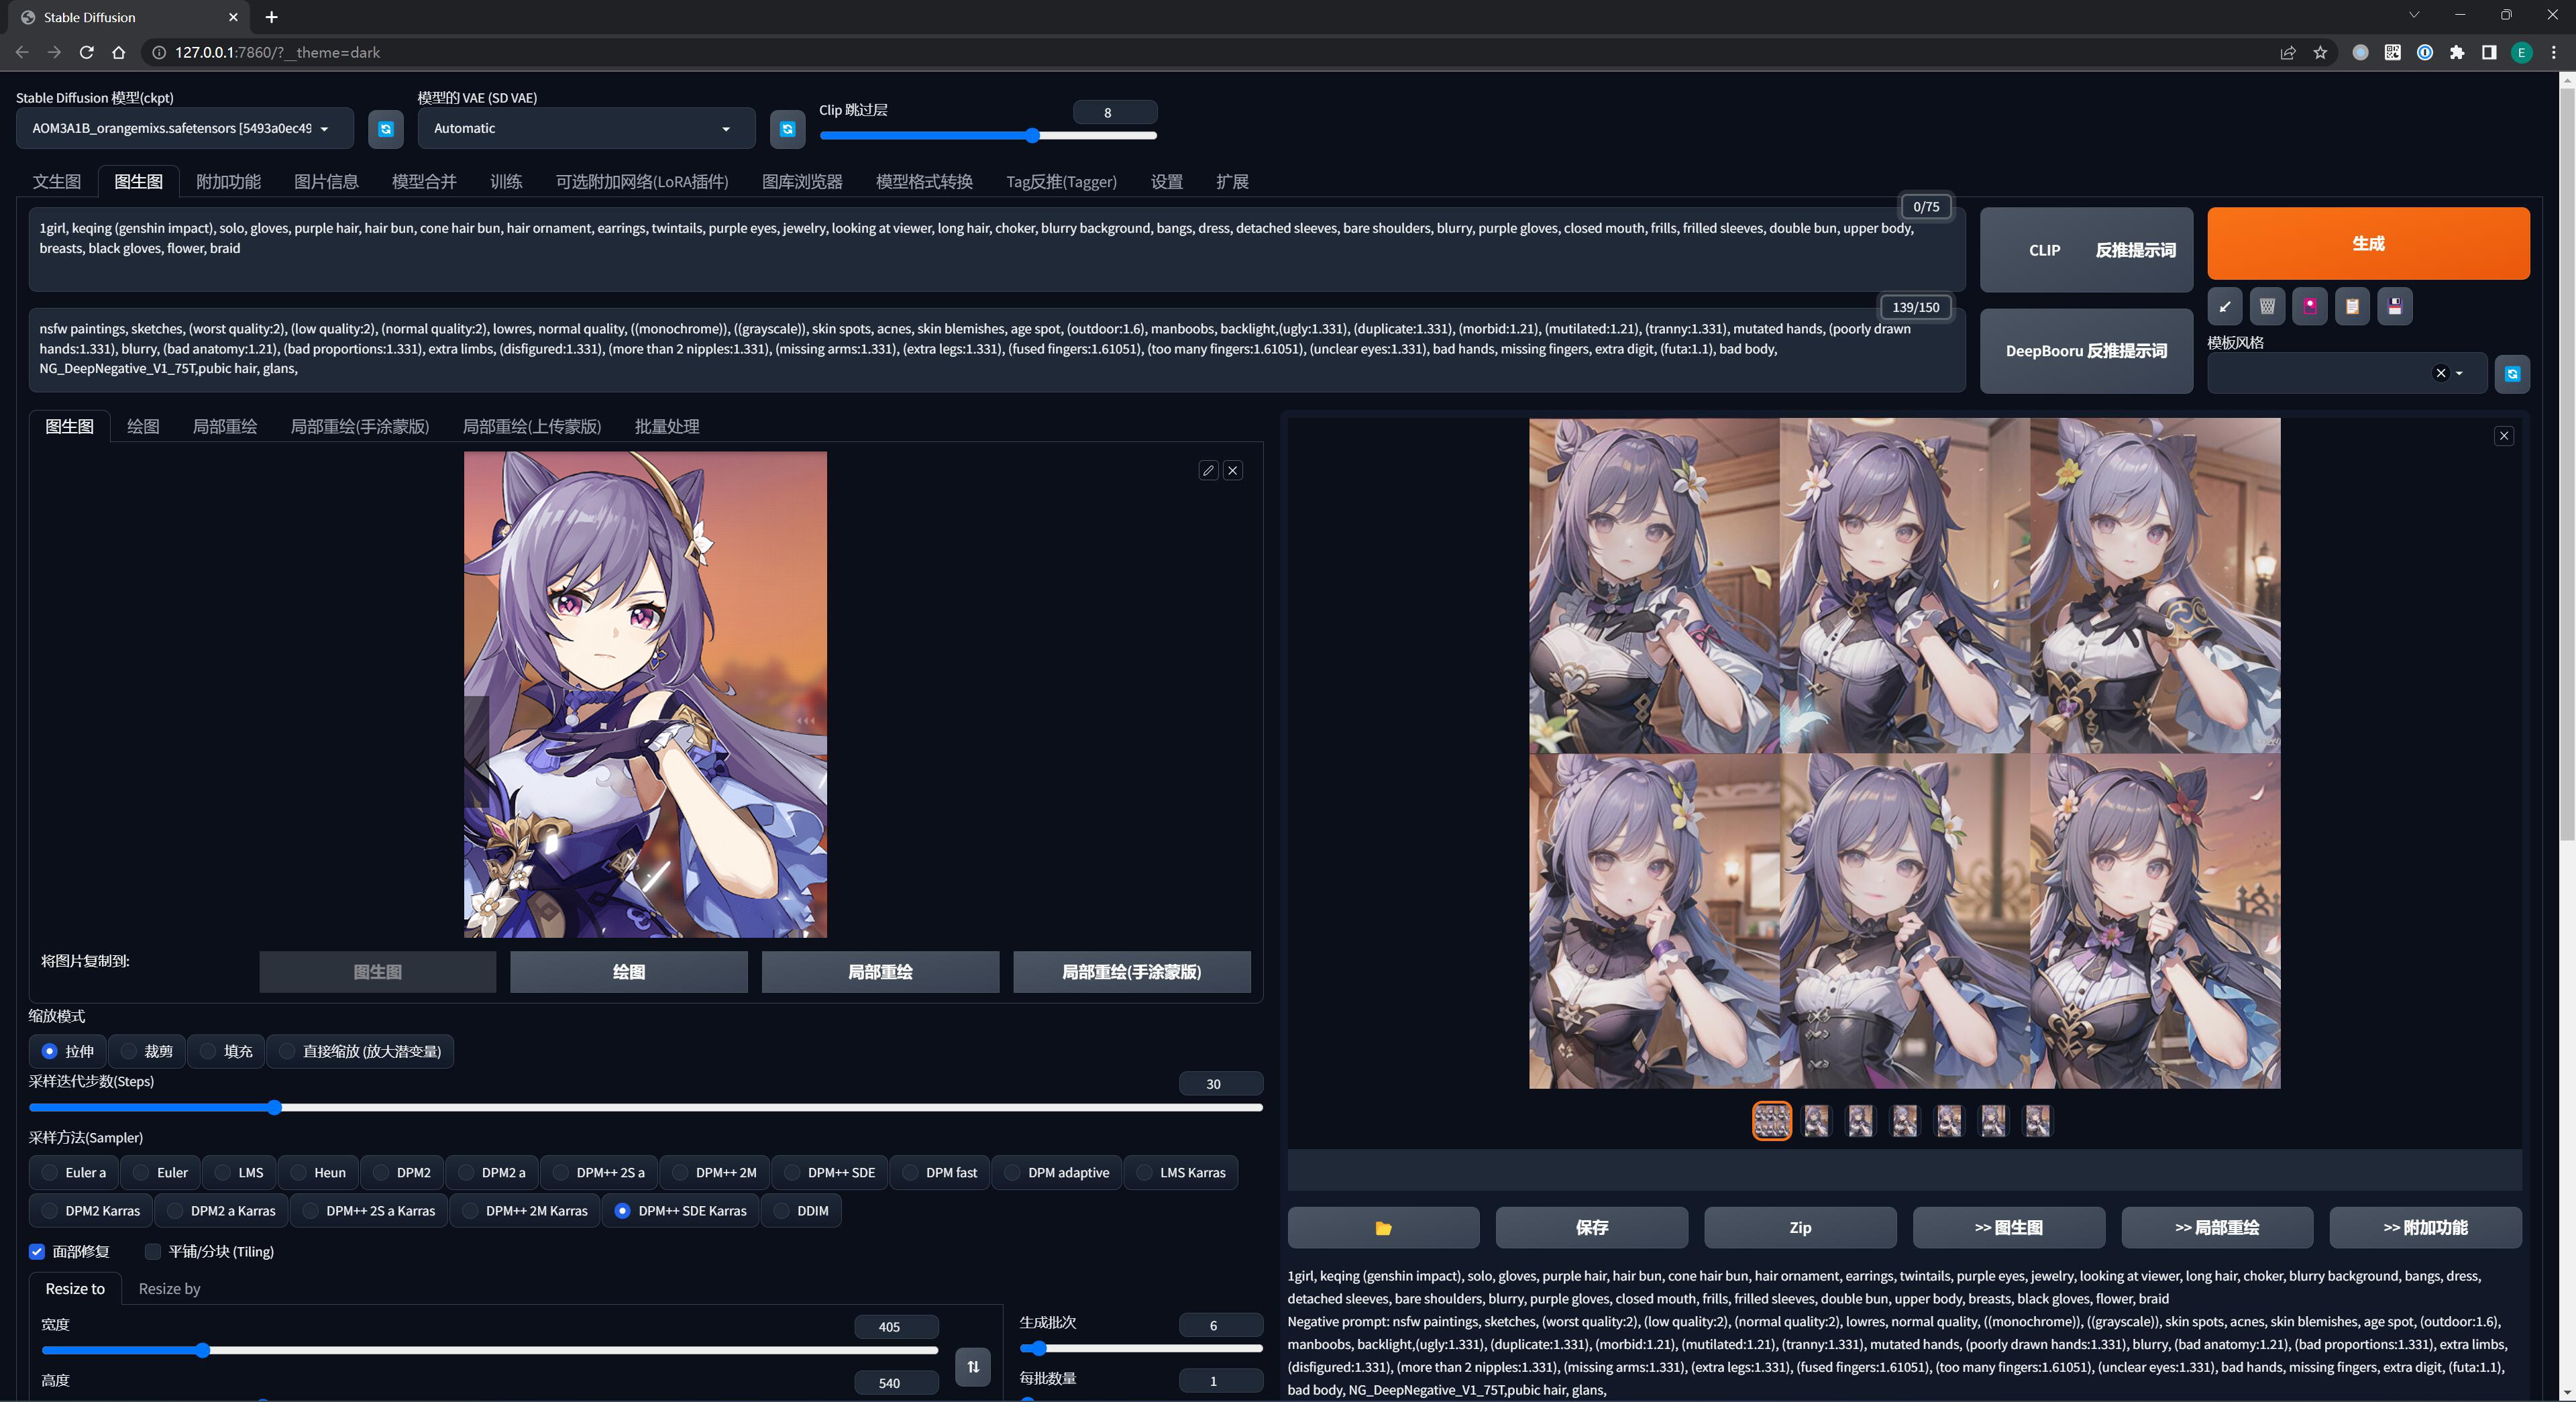 Stable Diffusion
127.0.0.1:7860/?__theme=dark
E
Stable Diffusion 模型(ckpt)
模型的 VAE (SD VAE)
Clip 跳过层
8
AOM3A1B_orangemixs.safetensors [5493a0ec49
Automatic
文生图
图生图
附加功能
图片信息
模型合并
训练
可选附加网络(LoRA插件)
图库浏览器
模型格式转换
Tag反推(Tagger)
设置
扩展
0/75
1girl, keqing (genshin impact), solo, gloves, purple hair, hair bun, cone hair bun, hair ornament, earrings, twintails, purple eyes, jewelry, looking at viewer, long hair, choker, blurry background, bangs, dress, detached sleeves, bare shoulders, blurry, purple gloves, closed mouth, frills, frilled sleeves, double bun, upper body,
breasts, black gloves, flower, braid
CLIP 反推提示词
生成
139/150
nsfw paintings, sketches, (worst quality:2), (low quality:2), (normal quality:2), lowres, normal quality, ((monochrome)), ((grayscale)), skin spots, acnes, skin blemishes, age spot, (outdoor:1.6), manboobs, backlight,(ugly:1.331), (duplicate:1.331), (morbid:1.21), (mutilated:1.21), (tranny:1.331), mutated hands, (poorly drawn
hands:1.331), blurry, (bad anatomy:1.21), (bad proportions:1.331), extra limbs, (disfigured:1.331), (more than 2 nipples:1.331), (missing arms:1.331), (extra legs:1.331), (fused fingers:1.61051), (too many fingers:1.61051), (unclear eyes:1.331), bad hands, missing fingers, extra digit, (futa:1.1), bad body,
NG_DeepNegative_V1_75T,pubic hair, glans,
DeepBooru 反推提示词
模板风格
图生图
绘图
局部重绘
局部重绘(手涂蒙版)
局部重绘(上传蒙版)
批量处理
将图片复制到:
图生图
绘图
局部重绘
局部重绘(手涂蒙版)
缩放模式
拉伸
裁剪
填充
直接缩放 (放大潜变量)
采样迭代步数(Steps)
30
采样方法(Sampler)
Euler a
Euler
LMS
Heun
DPM2
DPM2 a
DPM++ 2S a
DPM++ 2M
DPM++ SDE
DPM fast
DPM adaptive
LMS Karras
DPM2 Karras
DPM2 a Karras
DPM++ 2S a Karras
DPM++ 2M Karras
DPM++ SDE Karras
DDIM
面部修复
平铺/分块 (Tiling)
Resize to
Resize by
宽度
405
高度
540
生成批次
6
每批数量
1
保存
Zip
>> 图生图
>> 局部重绘
>> 附加功能
1girl, keqing (genshin impact), solo, gloves, purple hair, hair bun, cone hair bun, hair ornament, earrings, twintails, purple eyes, jewelry, looking at viewer, long hair, choker, blurry background, bangs, dress,
detached sleeves, bare shoulders, blurry, purple gloves, closed mouth, frills, frilled sleeves, double bun, upper body, breasts, black gloves, flower, braid
Negative prompt: nsfw paintings, sketches, (worst quality:2), (low quality:2), (normal quality:2), lowres, normal quality, ((monochrome)), ((grayscale)), skin spots, acnes, skin blemishes, age spot, (outdoor:1.6),
manboobs, backlight,(ugly:1.331), (duplicate:1.331), (morbid:1.21), (mutilated:1.21), (tranny:1.331), mutated hands, (poorly drawn hands:1.331), blurry, (bad anatomy:1.21), (bad proportions:1.331), extra limbs,
(disfigured:1.331), (more than 2 nipples:1.331), (missing arms:1.331), (extra legs:1.331), (fused fingers:1.61051), (too many fingers:1.61051), (unclear eyes:1.331), bad hands, missing fingers, extra digit, (futa:1.1),
bad body, NG_DeepNegative_V1_75T,pubic hair, glans,